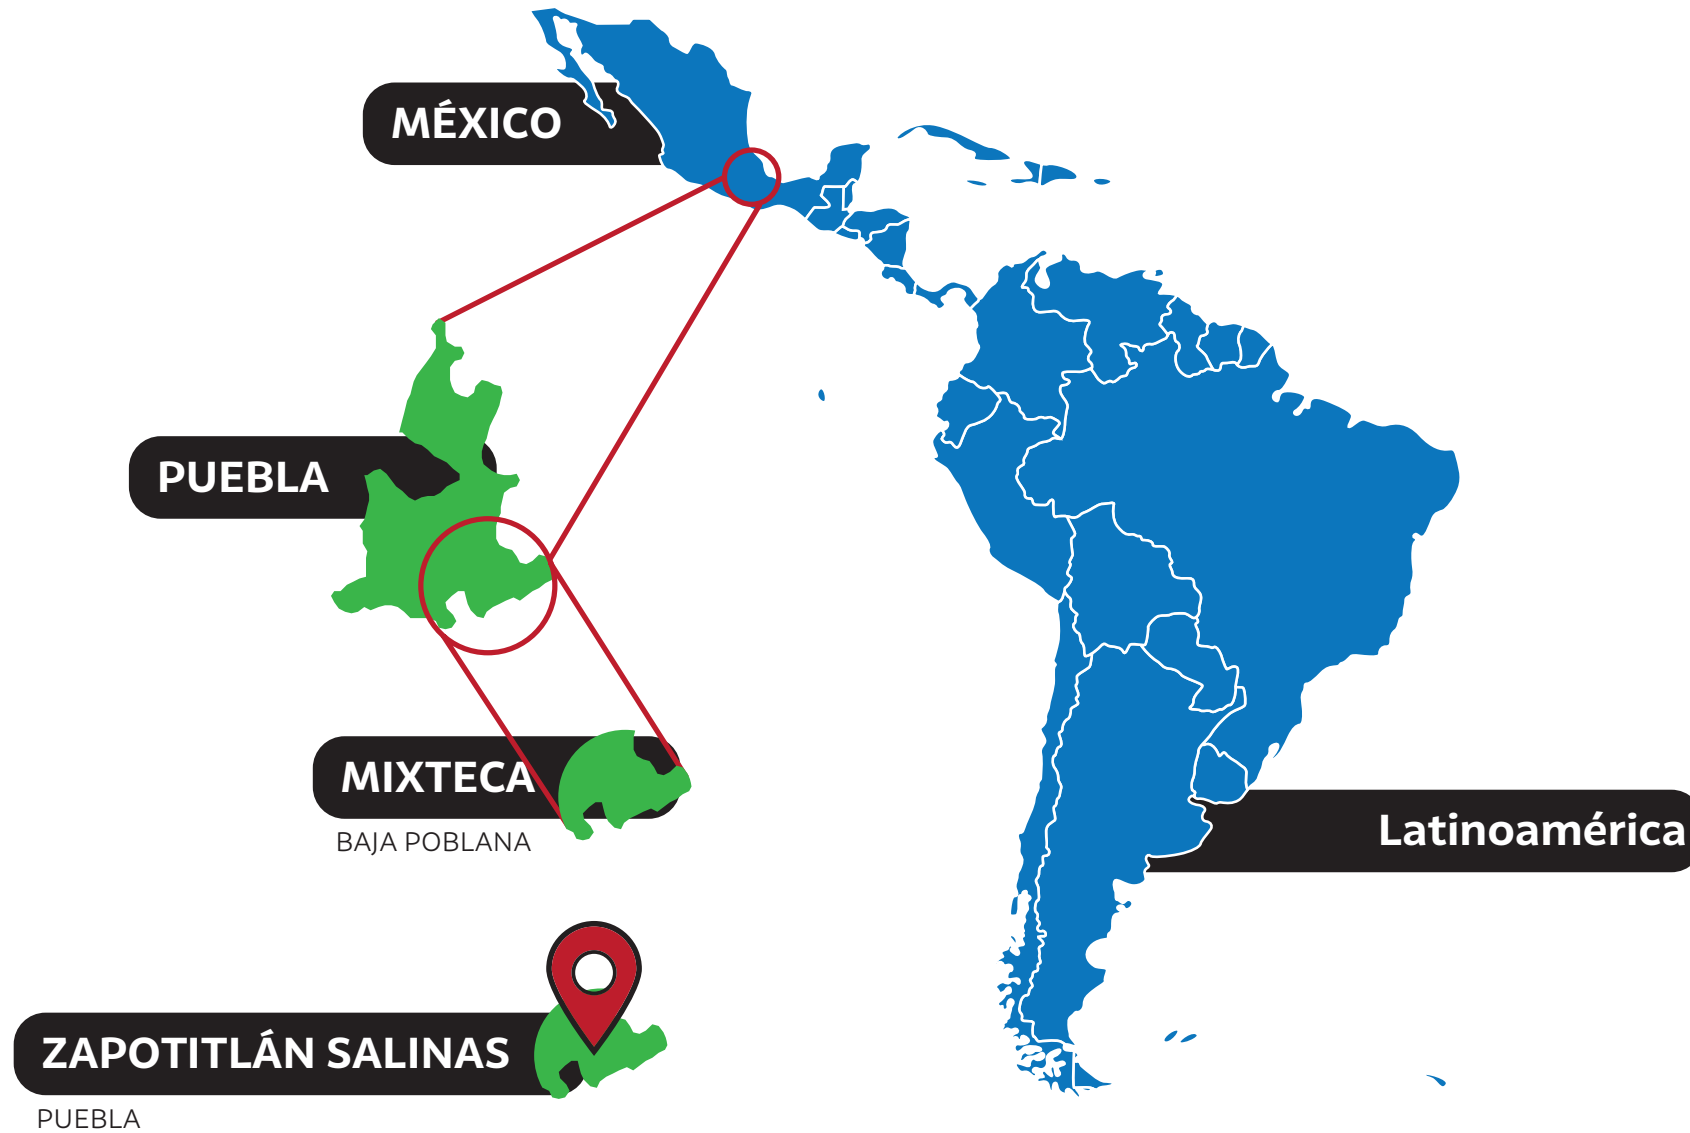 MÉXICO
PUEBLA
MIXTECA
BAJA POBLANA
Latinoamérica
ZAPOTITLÁN SALINAS
PUEBLA